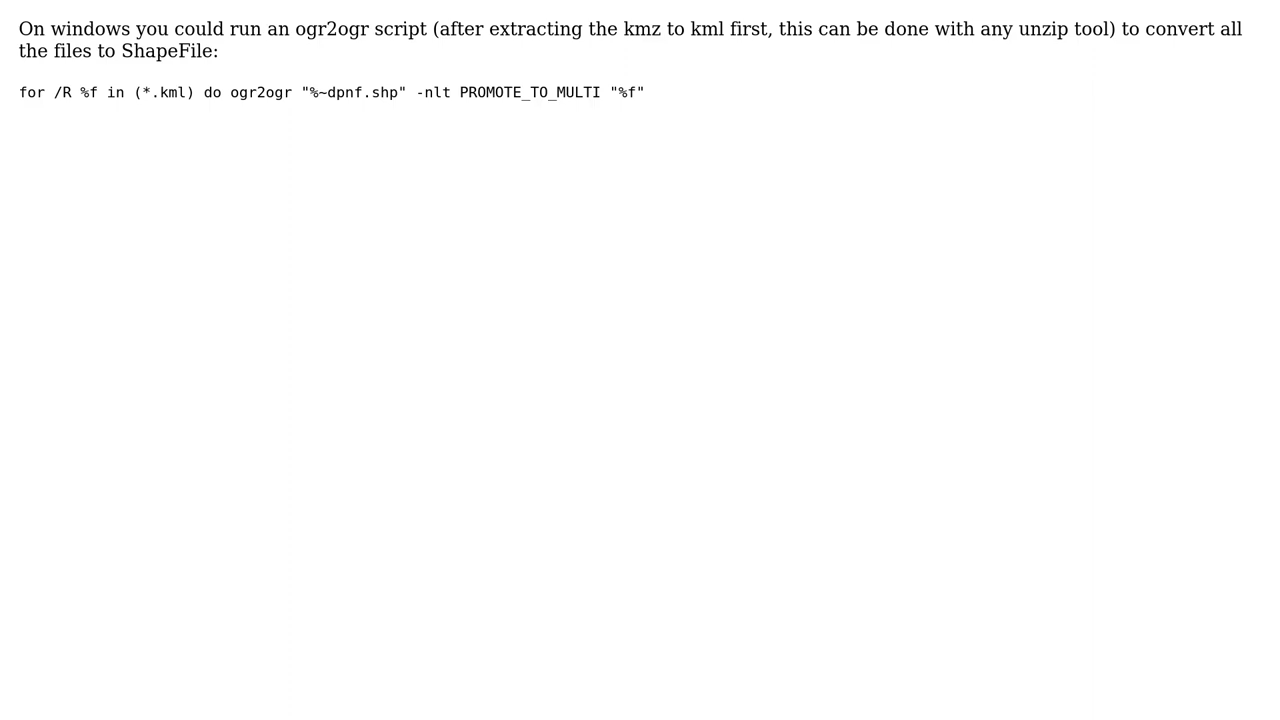 On windows you could run an ogr2ogr script (after extracting the kmz to kml first, this can be done with any unzip tool) to convert all
the files to ShapeFile:
for /R %f in (*.kml) do ogr2ogr "%~dpnf.shp" -nlt PROMOTE_TO_MULTI "%f"